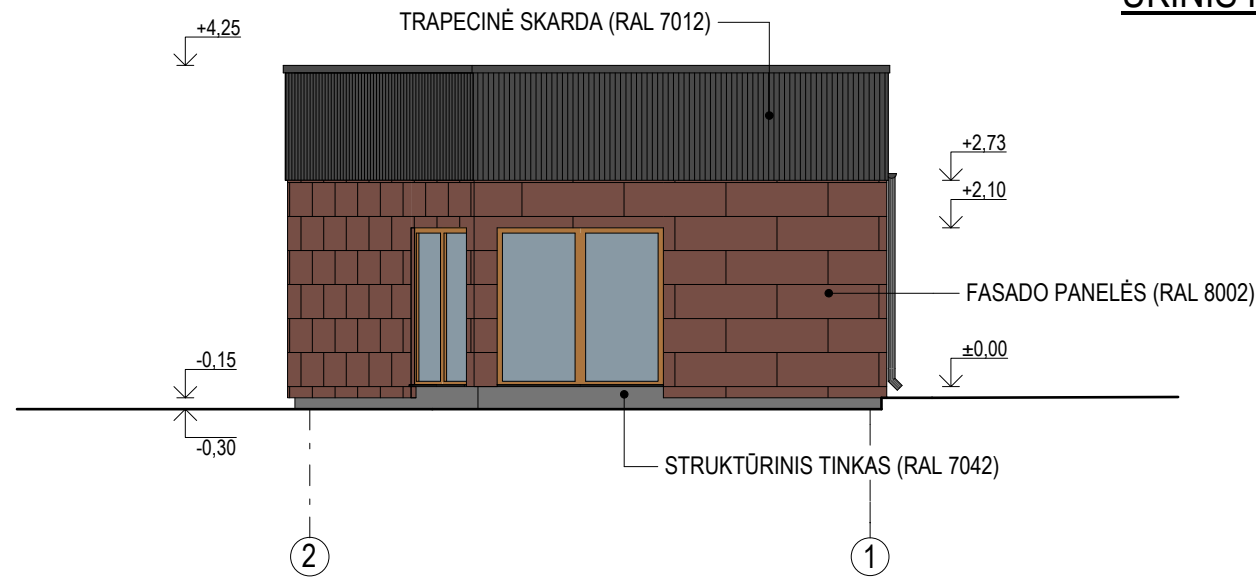 TRAPECINĖ SKARDA (RAL 7012)
+4,25
+2,73
+2,10
FASADO PANELĖS (RAL 8002)
-0,15
±0,00
-0,30
STRUKTŪRINIS TINKAS (RAL 7042)
2
1